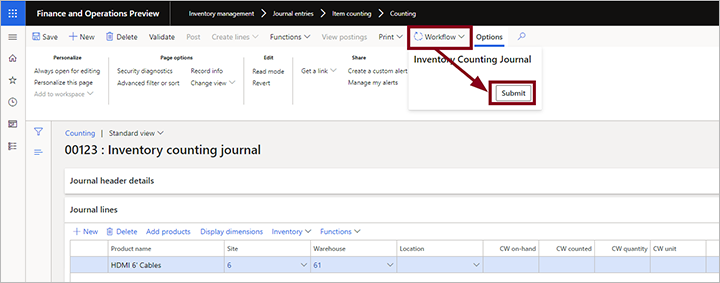 Finance and Operations Preview Inventory management Journal entries Item counting Counting
Save New Delete Validate Post Create lines Functions View postings Print Workflow Options
Personalize Page options Edit Share
Always open for editing Security diagnostics Record info Read mode Get a link Create a custom alert
Personalize this page Advanced filter or sort Change view Revert Manage my alerts
Add to workspace
Inventory Counting Journal
Submit
Counting | Standard view
00123 : Inventory counting journal
Journal header details
Journal lines
New Delete Add products Display dimensions Inventory Functions
Product name Site Warehouse Location CW on-hand CW counted CW quantity CW unit
HDMI 6' Cables 6 61